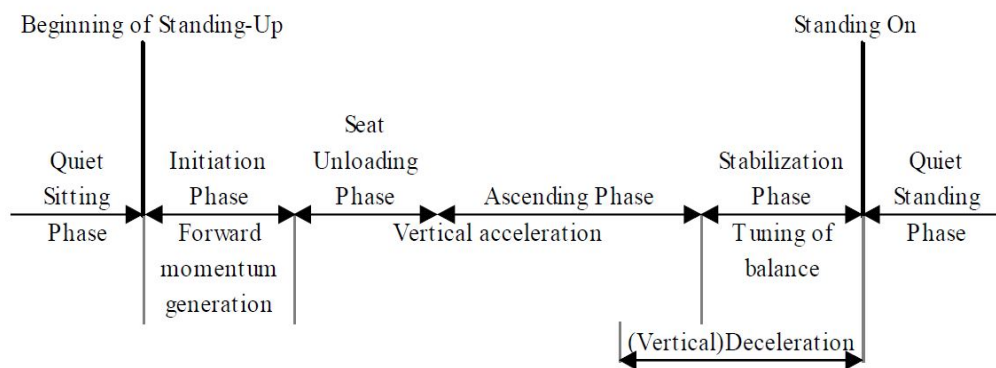 Beginning of Standing-Up
Standing On
Quiet
Sitting
Phase
Initiation
Phase
Seat
Unloading
Phase
Ascending Phase
Stabilization
Phase
Quiet
Standing
Phase
Forward
momentum
generation
Vertical acceleration
Tuning of
balance
(Vertical)Deceleration